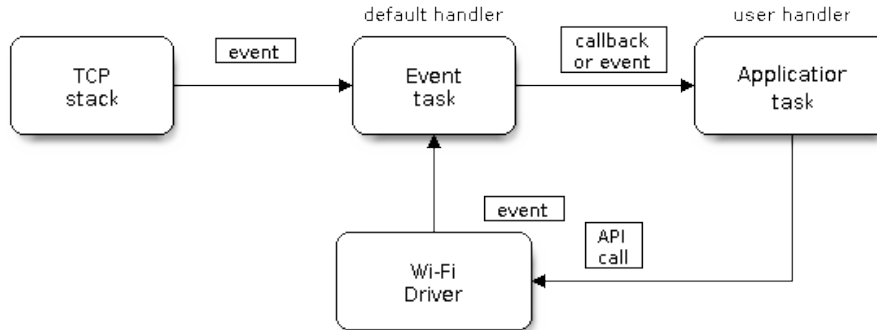 default handler
user handler
event
callback
or event
TCP
stack
Event
task
Application
task
event
API
call
Wi-Fi
Driver